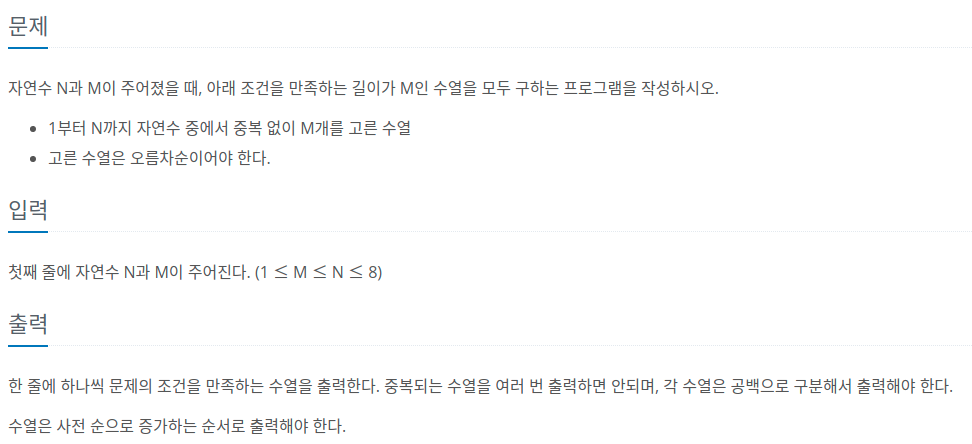 문제
자연수 N과 M이 주어졌을 때, 아래 조건을 만족하는 길이가 M인 수열을 모두 구하는 프로그램을 작성하시오.
• 1부터 N까지 자연수 중에서 중복 없이 M개를 고른 수열
• 고른 수열은 오름차순이어야 한다.
입력
첫째 줄에 자연수 N과 M이 주어진다. (1 ≤ M ≤ N ≤ 8)
출력
한 줄에 하나씩 문제의 조건을 만족하는 수열을 출력한다. 중복되는 수열을 여러 번 출력하면 안되며, 각 수열은 공백으로 구분해서 출력해야 한다.
수열은 사전 순으로 증가하는 순서로 출력해야 한다.